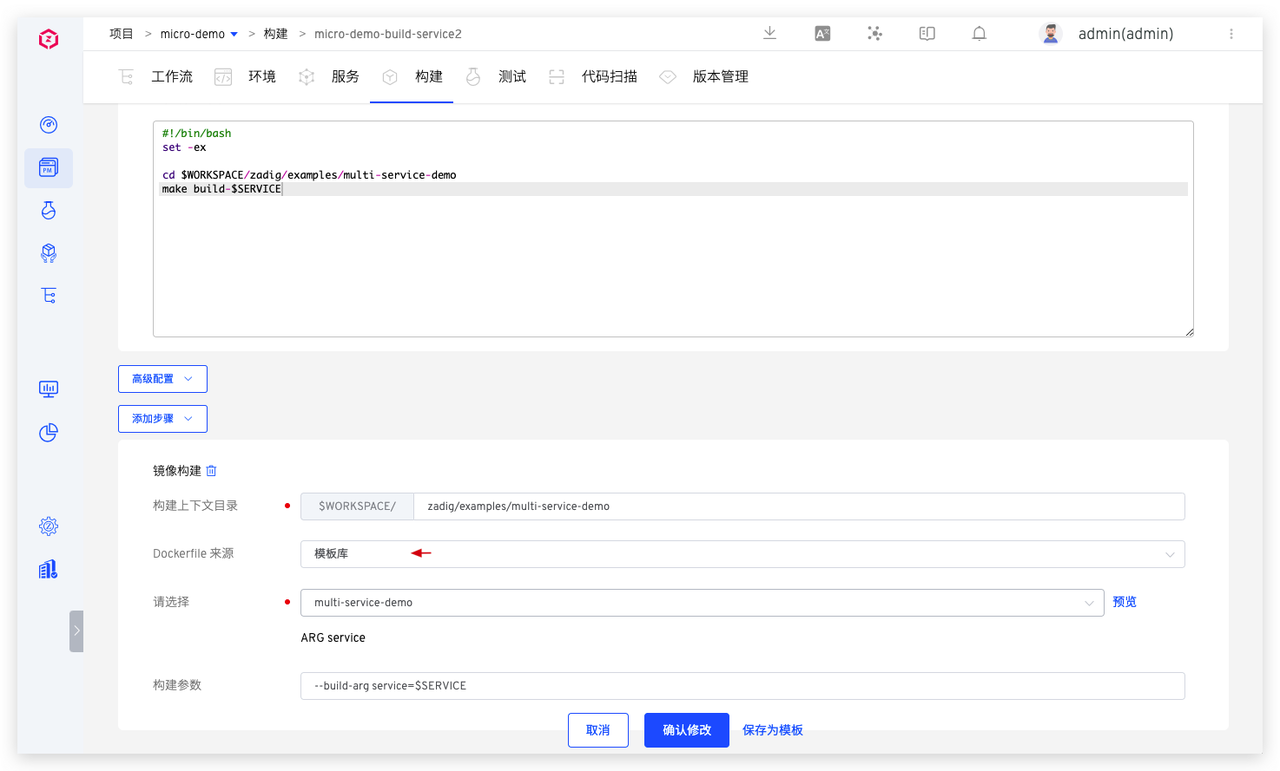 项目 > micro-demo > 构建 > micro-demo-build-service2 admin(admin)
工作流 环境 服务 构建 测试 代码扫描 版本管理
#!/bin/bash
set -ex
cd $WORKSPACE/zadig/examples/multi-service-demo
make build-$SERVICE
高级配置
添加步骤
镜像构建
构建上下文目录 $WORKSPACE/ zadig/examples/multi-service-demo
Dockerfile 来源 模板库
请选择 multi-service-demo 预览
ARG service
构建参数 --build-arg service=$SERVICE
取消 确认修改 保存为模板